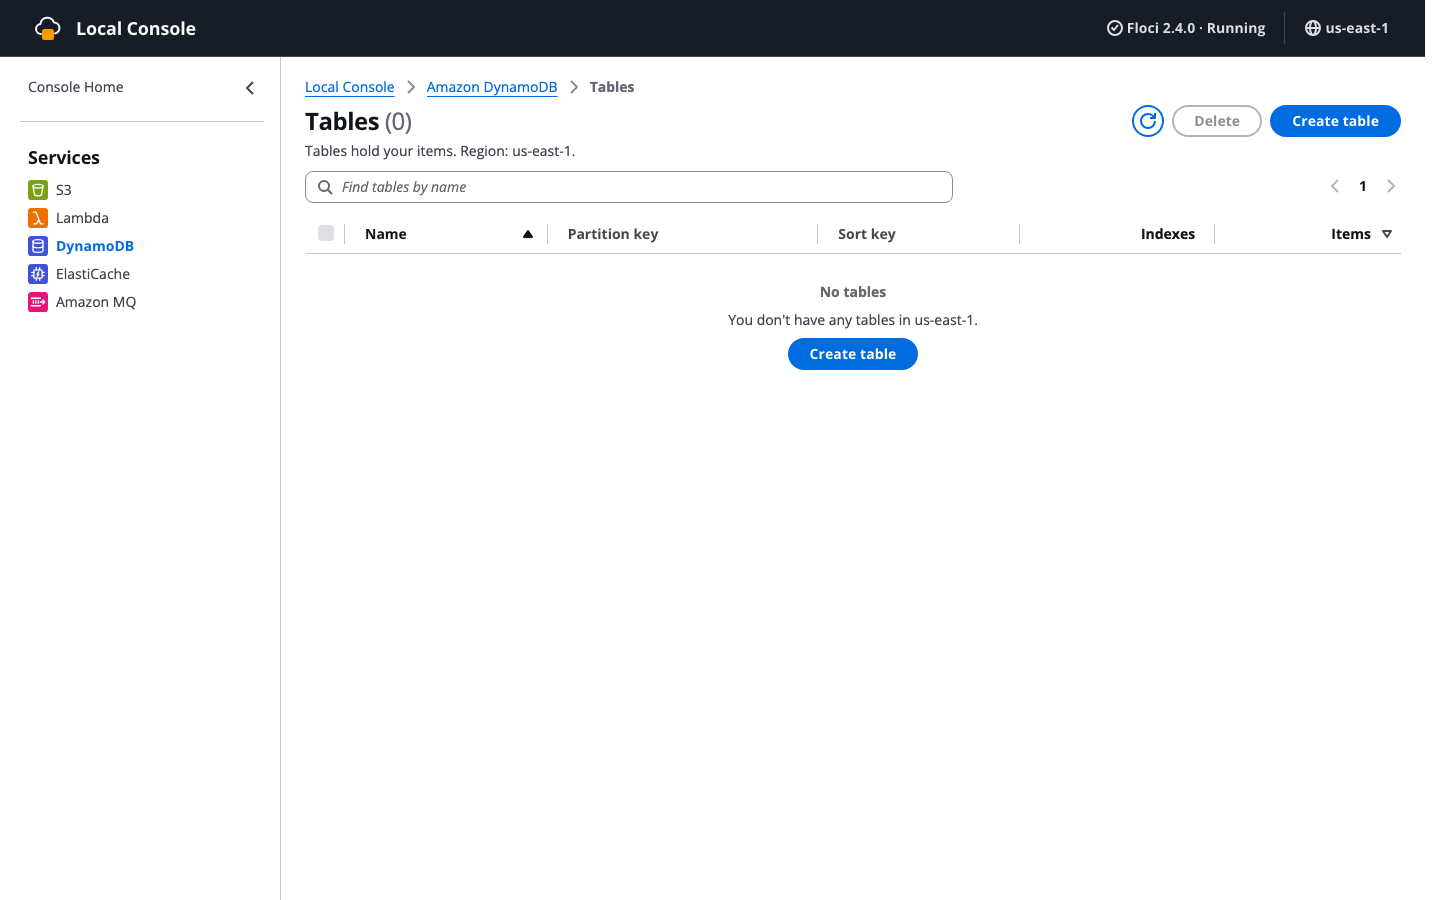 Local Console
Floci 2.4.0 · Running
us-east-1
Console Home
Services
S3
Lambda
DynamoDB
ElastiCache
Amazon MQ
Local Console > Amazon DynamoDB > Tables
Tables (0)
Delete
Create table
Tables hold your items. Region: us-east-1.
Find tables by name
1
Name
Partition key
Sort key
Indexes
Items
No tables
You don't have any tables in us-east-1.
Create table